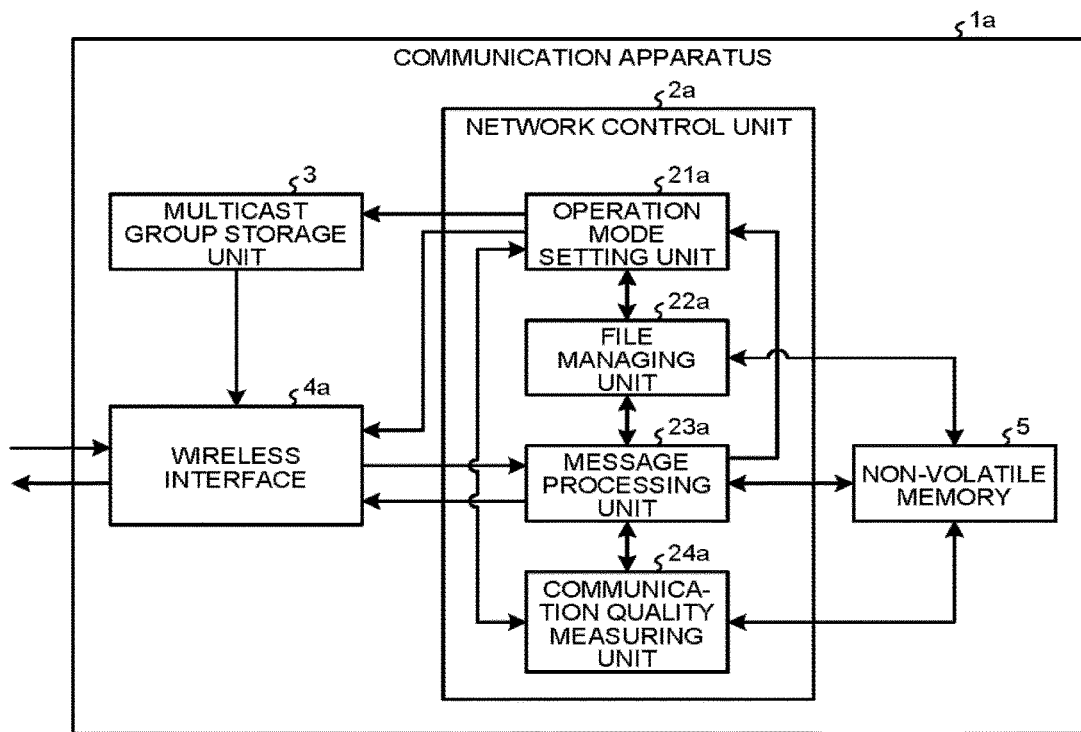 1a
COMMUNICATION APPARATUS
2a
NETWORK CONTROL UNIT
3
MULTICAST
GROUP STORAGE
UNIT
21a
OPERATION
MODE
SETTING UNIT
22a
FILE
MANAGING
UNIT
4a
WIRELESS
INTERFACE
23a
MESSAGE
PROCESSING
UNIT
5
NON-VOLATILE
MEMORY
24a
COMMUNICA-
TION QUALITY
MEASURING
UNIT